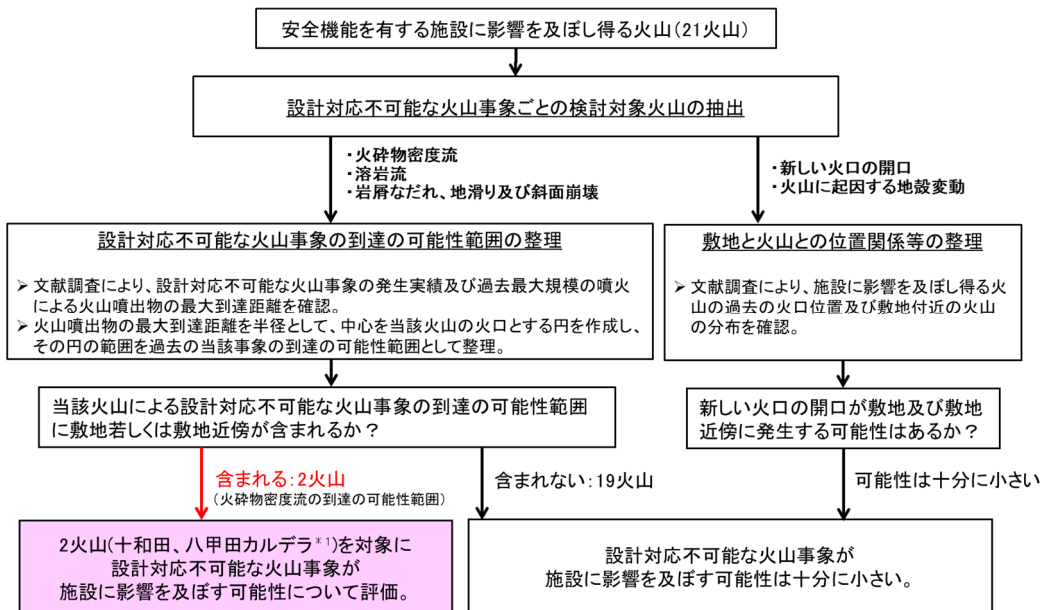 安全機能を有する施設に影響を及ぼし得る火山(21火山)
設計対応不可能な火山事象ごとの検討対象火山の抽出
・火砕物密度流
・溶岩流
・岩屑なだれ、地滑り及び斜面崩壊
・新しい火口の開口
・火山に起因する地殻変動
設計対応不可能な火山事象の到達の可能性範囲の整理
➢ 文献調査により、設計対応不可能な火山事象の発生実績及び過去最大規模の噴火
による火山噴出物の最大到達距離を確認。
➢ 火山噴出物の最大到達距離を半径として、中心を当該火山の火口とする円を作成し、
その円の範囲を過去の当該事象の到達の可能性範囲として整理。
敷地と火山との位置関係等の整理
➢ 文献調査により、施設に影響を及ぼし得る火
山の過去の火口位置及び敷地付近の火山
の分布を確認。
当該火山による設計対応不可能な火山事象の到達の可能性範囲
に敷地若しくは敷地近傍が含まれるか?
新しい火口の開口が敷地及び敷地
近傍に発生する可能性はあるか?
含まれる:2火山
(火砕物密度流の到達の可能性範囲)
含まれない:19火山
可能性は十分に小さい
2火山(十和田、八甲田カルデラ*1)を対象に
設計対応不可能な火山事象が
施設に影響を及ぼす可能性について評価。
設計対応不可能な火山事象が
施設に影響を及ぼす可能性は十分に小さい。